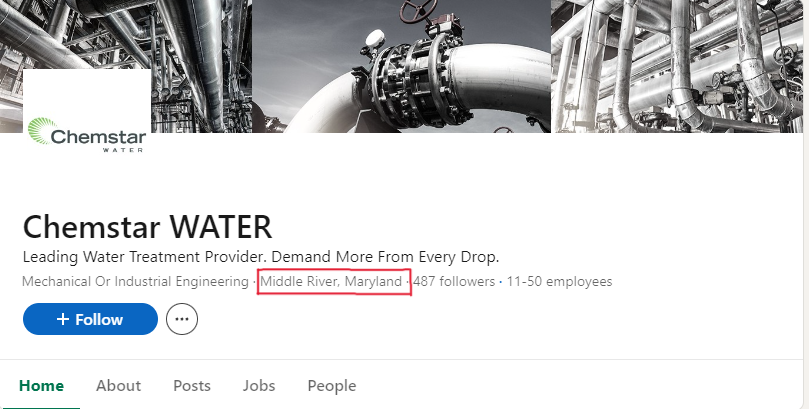 Chemstar
WATER
Chemstar WATER
Leading Water Treatment Provider. Demand More From Every Drop.
Mechanical Or Industrial Engineering · Middle River, Maryland · 487 followers · 11-50 employees
+ Follow ···
Home About Posts Jobs People